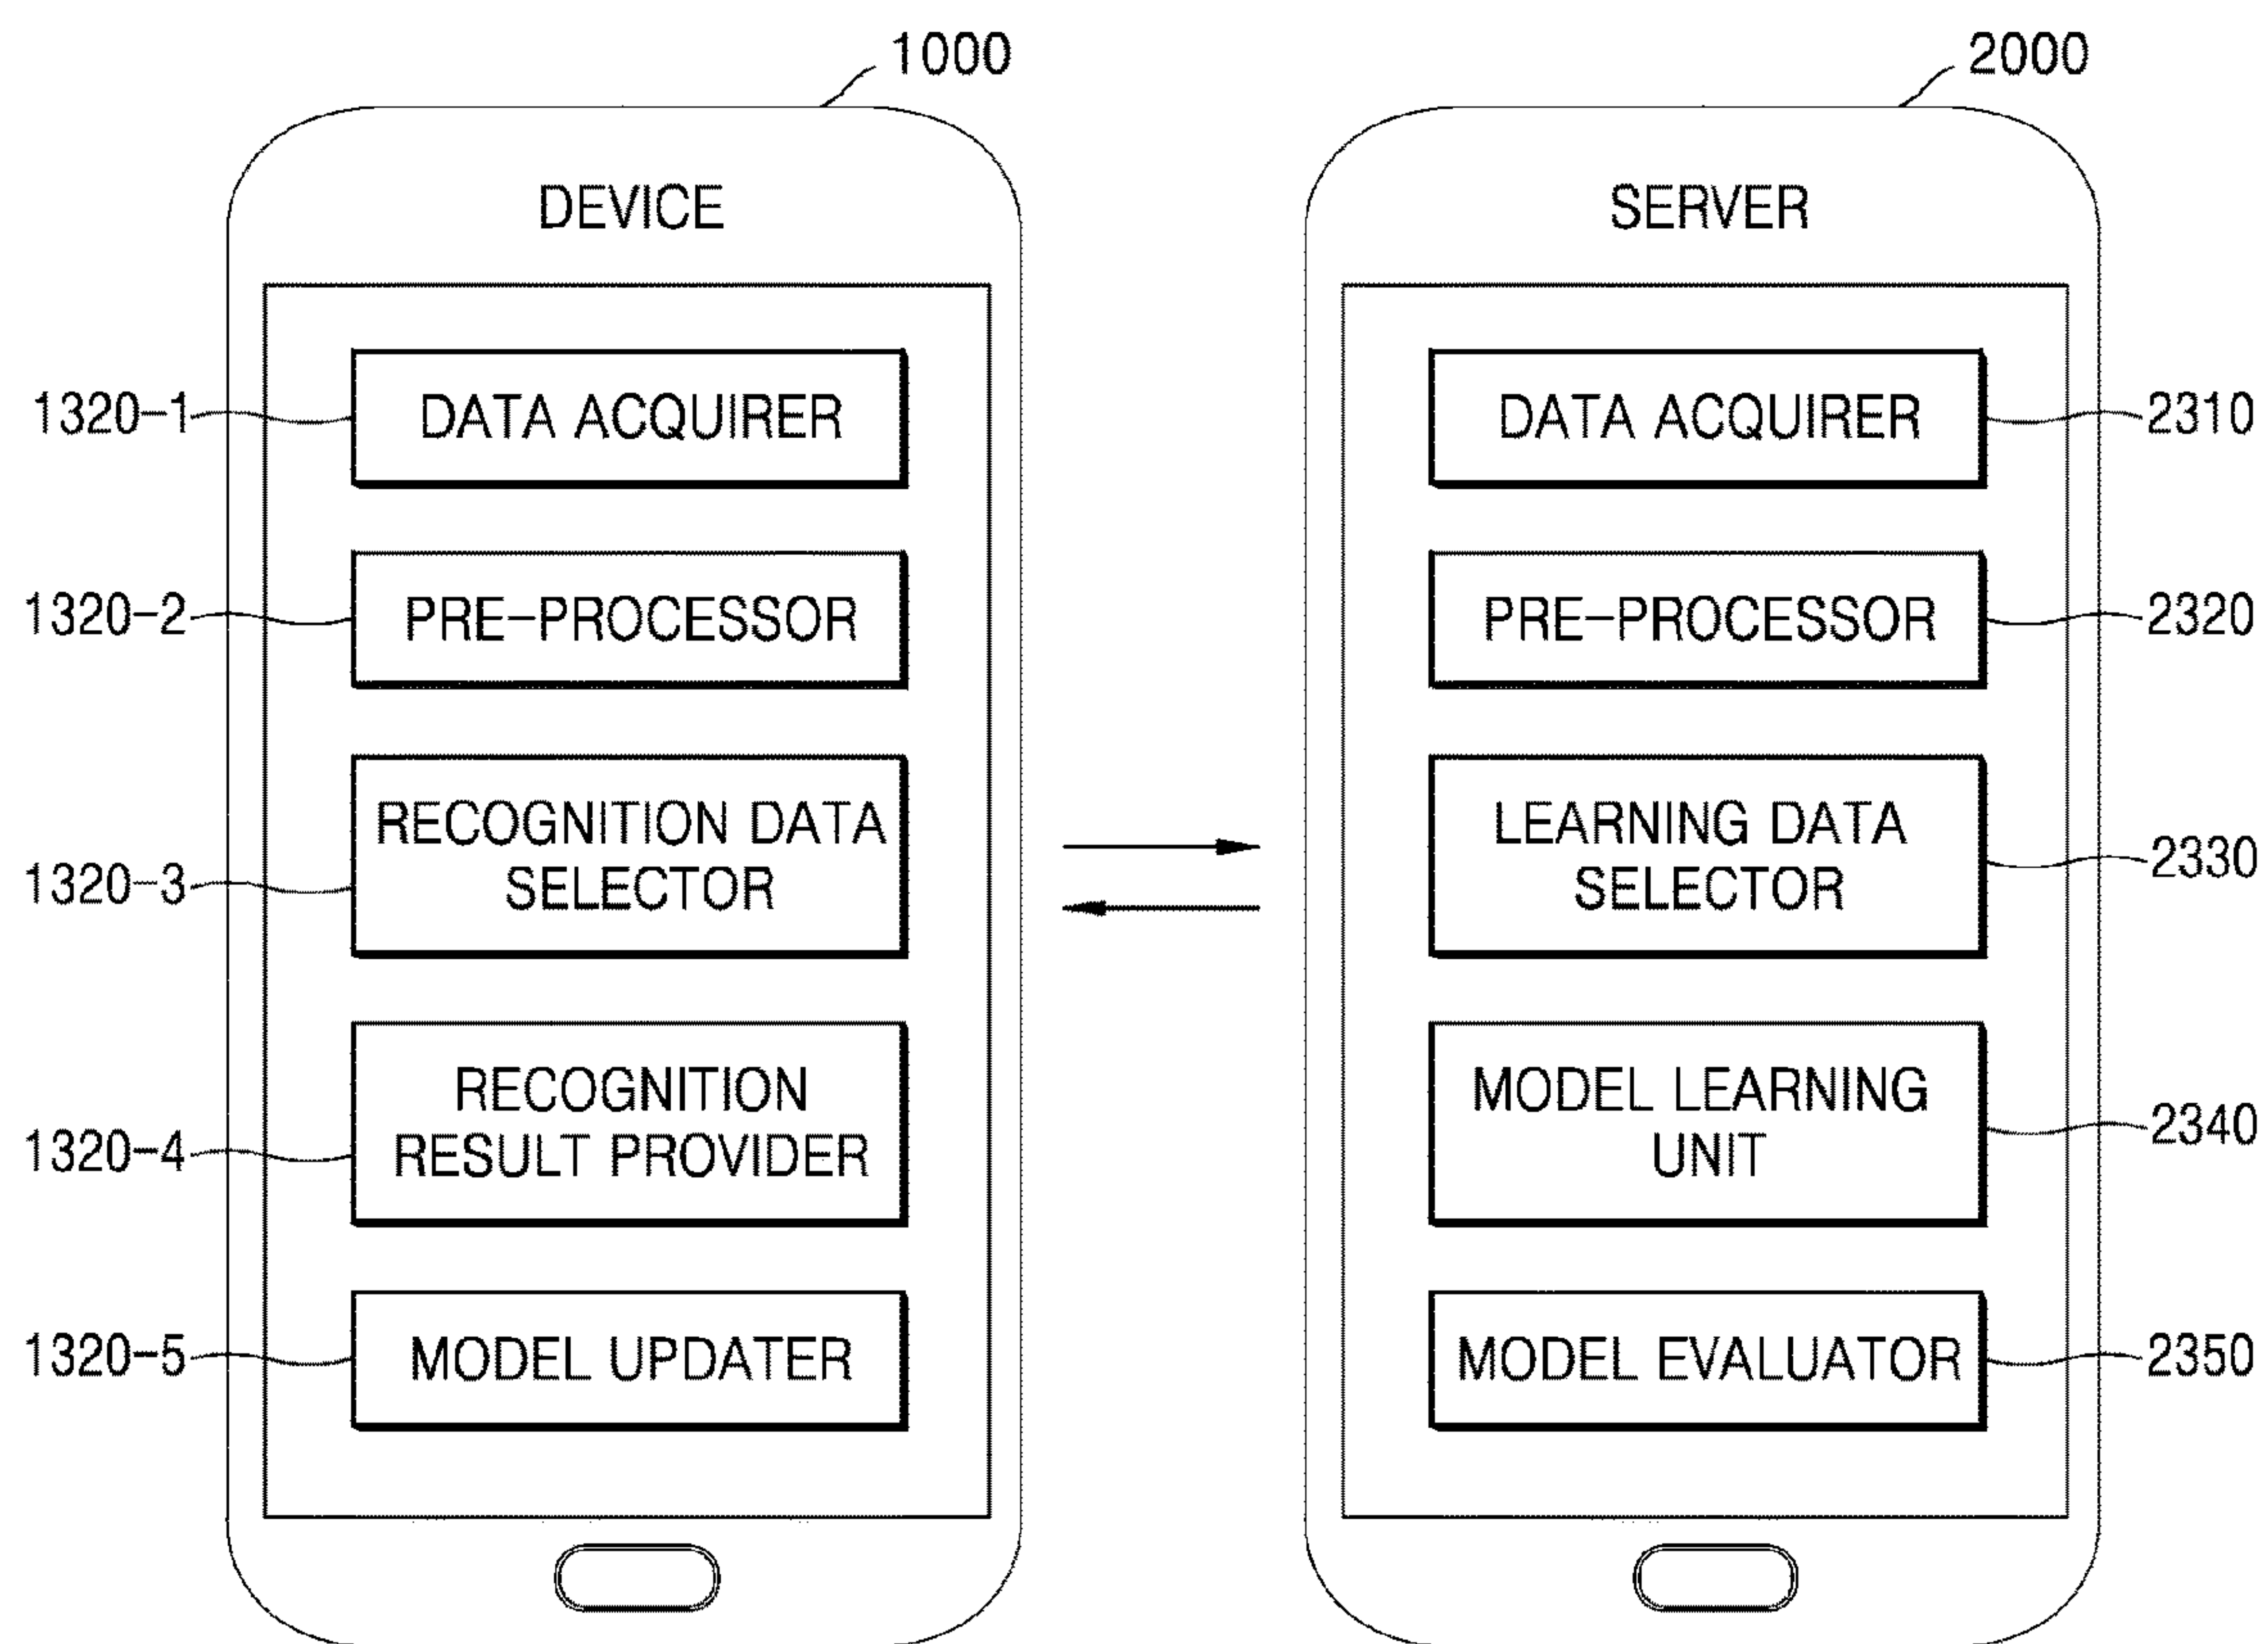 1000
DEVICE
1320-1
DATA ACQUIRER
1320-2
PRE-PROCESSOR
1320-3
RECOGNITION DATA
SELECTOR
1320-4
RECOGNITION
RESULT PROVIDER
1320-5
MODEL UPDATER
2000
SERVER
DATA ACQUIRER
2310
PRE-PROCESSOR
2320
LEARNING DATA
SELECTOR
2330
MODEL LEARNING
UNIT
2340
MODEL EVALUATOR
2350